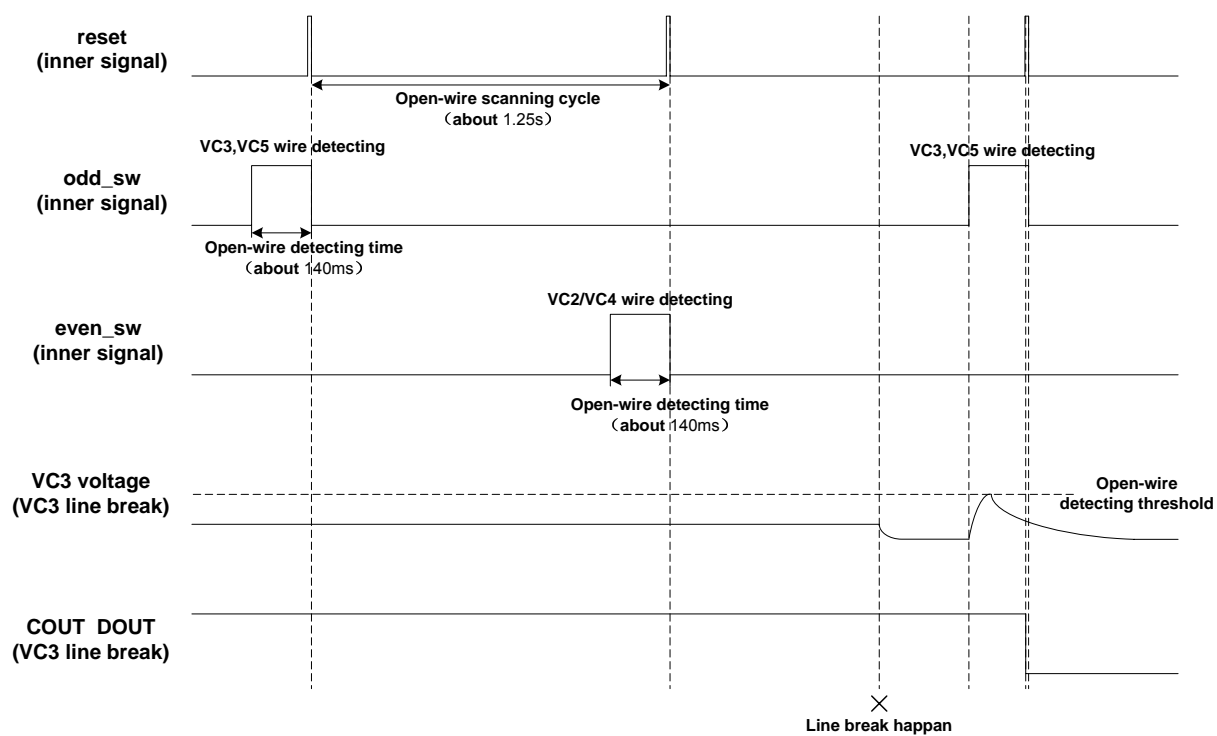 reset
(inner signal)
Open-wire scanning cycle
（about 1.25s）
VC3,VC5 wire detecting
VC3,VC5 wire detecting
odd_sw
(inner signal)
Open-wire detecting time
（about 140ms）
VC2/VC4 wire detecting
even_sw
(inner signal)
Open-wire detecting time
（about 140ms）
VC3 voltage
(VC3 line break)
Open-wire
detecting threshold
COUT DOUT
(VC3 line break)
Line break happan